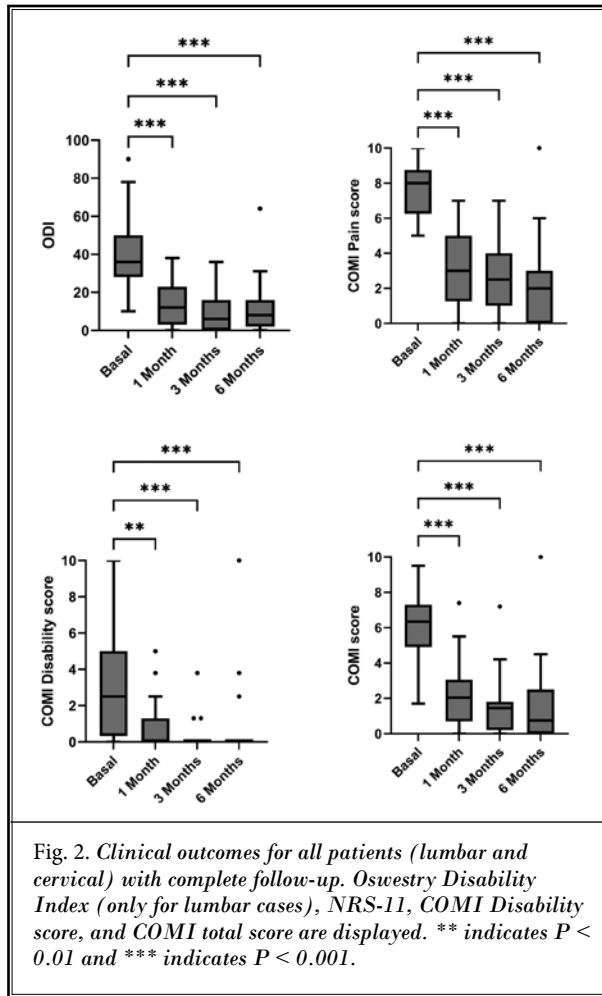 ***
***
***
100
80
60
40
20
0
ODI
Basal
1 Month
3 Months
6 Months
***
***
***
10
8
6
4
2
0
COMI Pain score
Basal
1 Month
3 Months
6 Months
***
***
**
10
8
6
4
2
0
COMI Disability score
Basal
1 Month
3 Months
6 Months
***
***
***
10
8
6
4
2
0
COMI score
Basal
1 Month
3 Months
6 Months
Fig. 2. Clinical outcomes for all patients (lumbar and
cervical) with complete follow-up. Oswestry Disability
Index (only for lumbar cases), NRS-11, COMI Disability
score, and COMI total score are displayed. ** indicates P <
0.01 and *** indicates P < 0.001.